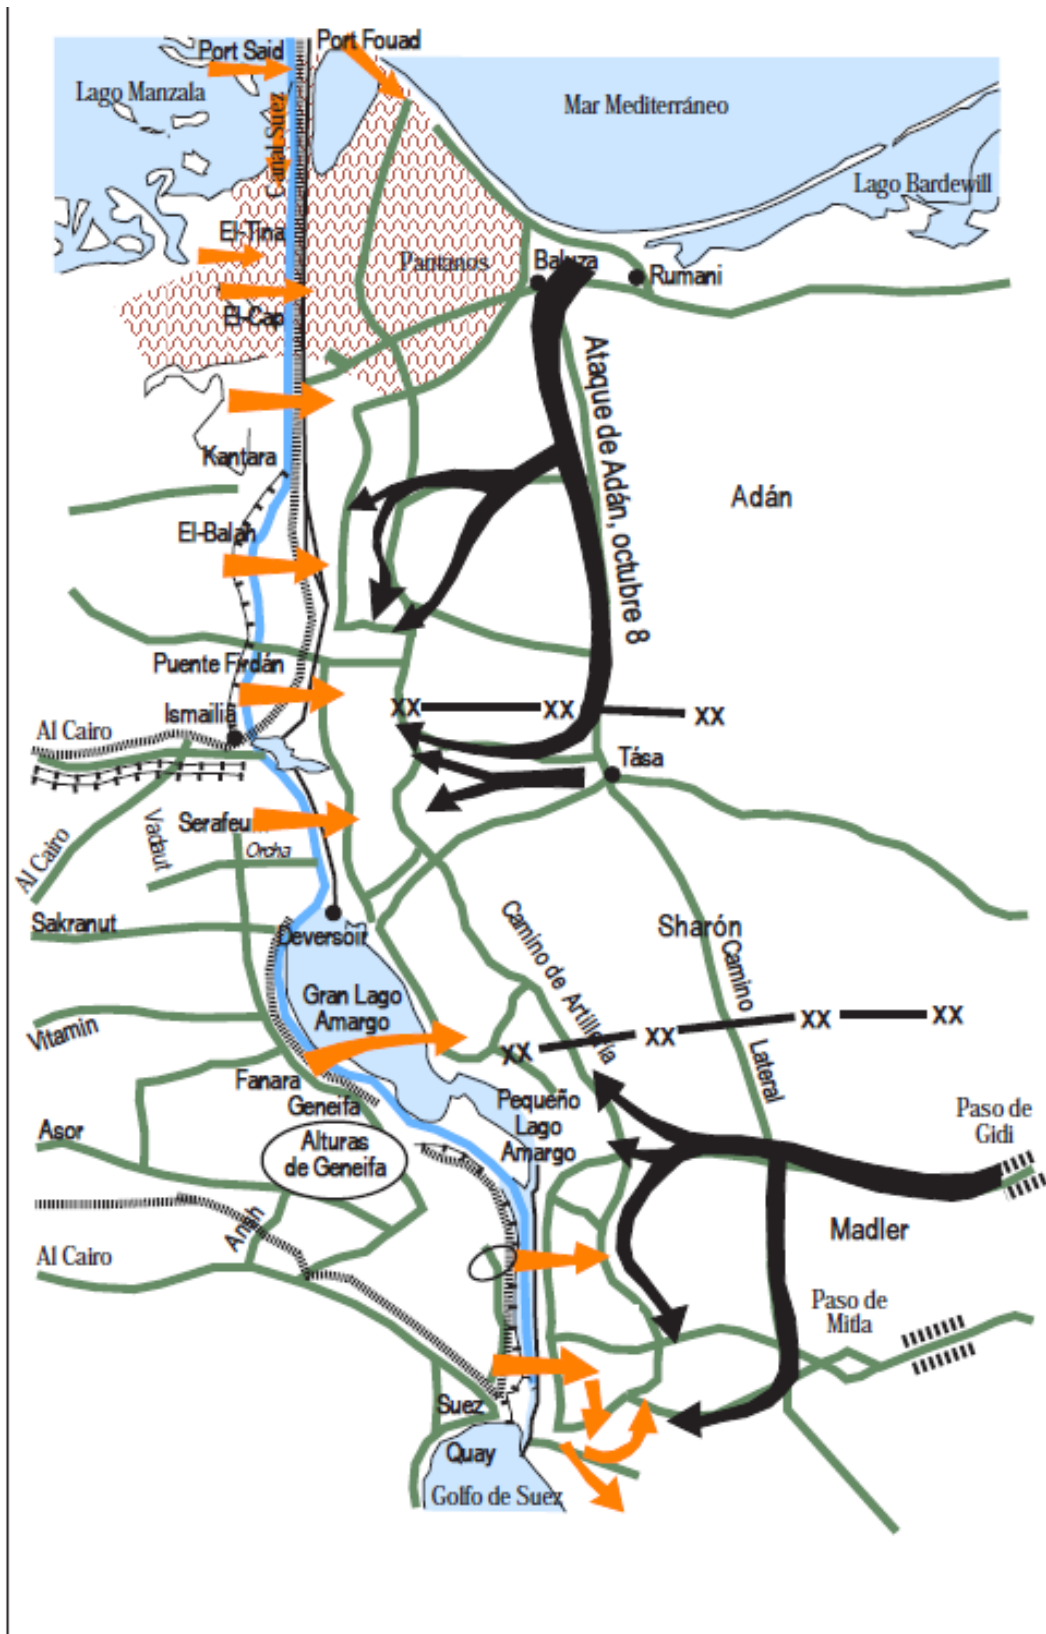 Port Said
Port Fouad
Lago Manzala
Mar Mediterráneo
Canal Suez
Lago Bardewill
El-Tina
Pantanos
Baluza
Rumani
El-Cap
Ataque de Adán, octubre 8
Kantara
Adán
El-Balah
Puente Firdán
Ismailia
xx
xx
xx
Al Cairo
Tása
Serafeum
Vadaut
Orcha
Al Cairo
Sakranut
Deversoir
Camino de Artillería
Sharón
Camino
Lateral
Gran Lago
Amargo
Vitamin
xx
xx
xx
xx
Fanara
Geneifa
Pequeño
Lago
Amargo
Paso de
Gidi
Asor
Alturas
de Geneifa
Ansh
Madler
Al Cairo
Paso de
Mitla
Suez
Quay
Golfo de Suez